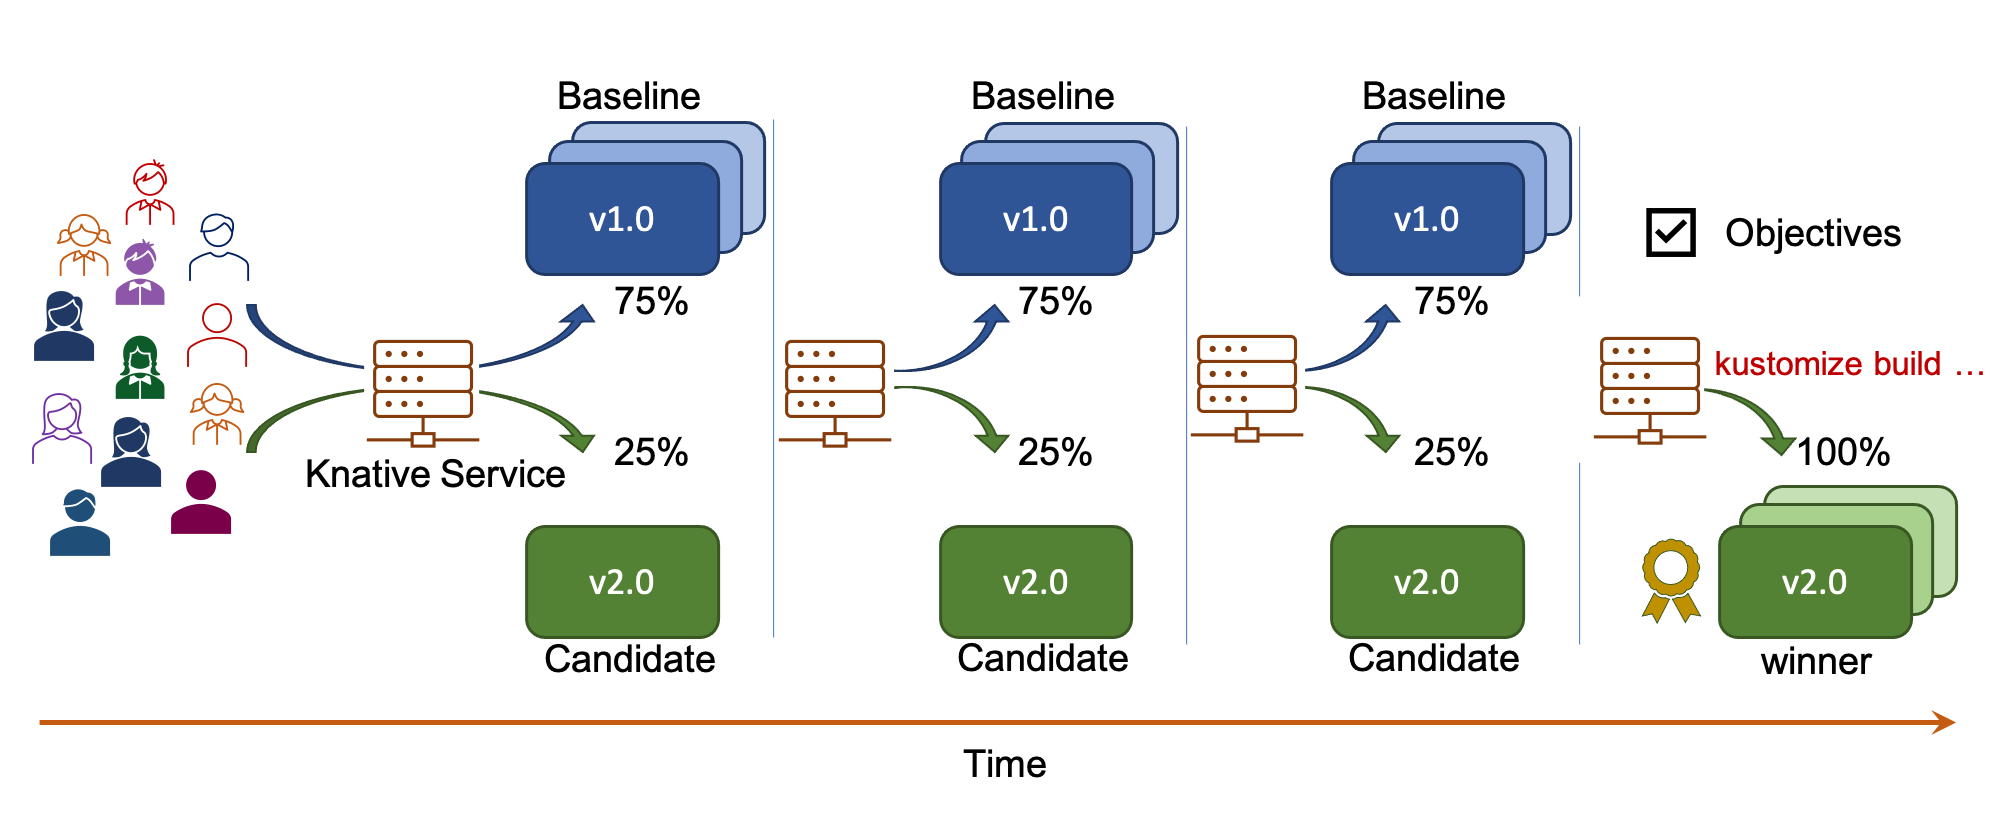 Baseline
v1.0
75%
Knative Service
25%
v2.0
Candidate
Baseline
v1.0
75%
25%
v2.0
Candidate
Baseline
v1.0
75%
25%
v2.0
Candidate
Objectives
kustomize build ...
100%
v2.0
winner
Time